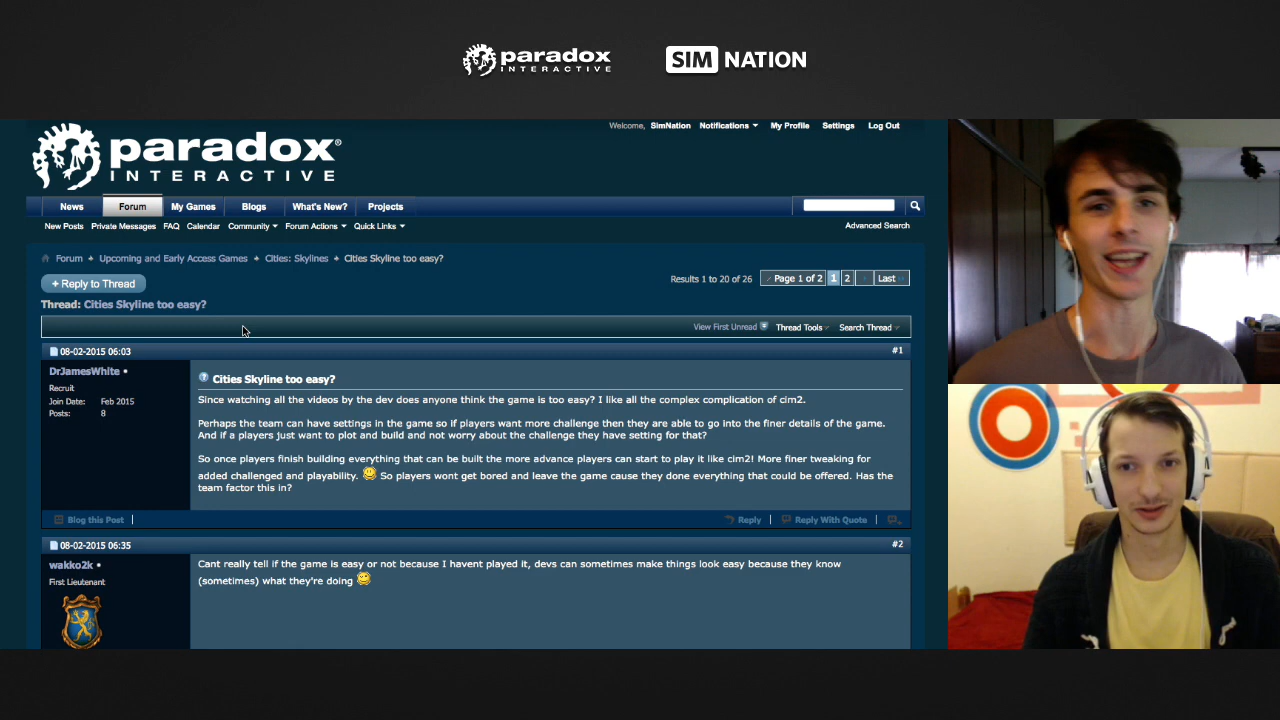 paradox INTERACTIVE
SIM NATION
paradox®
INTERACTIVE
Welcome, SimNation Notifications My Profile Settings Log Out
News Forum My Games Blogs What's New? Projects
New Posts Private Messages FAQ Calendar Community Forum Actions Quick Links Advanced Search
Forum Upcoming and Early Access Games Cities: Skylines Cities Skyline too easy?
+ Reply to Thread
Results 1 to 20 of 26 Page 1 of 2 1 2 Last
Thread: Cities Skyline too easy?
View First Unread Thread Tools Search Thread
08-02-2015 06:03 #1
DrJamesWhite
Recruit
Join Date: Feb 2015
Posts: 8
Cities Skyline too easy?
Since watching all the videos by the dev does anyone think the game is too easy? I like all the complex complication of cim2.
Perhaps the team can have settings in the game so if players want more challenge then they are able to go into the finer details of the game.
And if a players just want to plot and build and not worry about the challenge they have setting for that?
So once players finish building everything that can be built the more advance players can start to play it like cim2! More finer tweaking for
added challenged and playability. So players wont get bored and leave the game cause they done everything that could be offered. Has the
team factor this in?
Blog this Post Reply Reply With Quote
08-02-2015 06:35 #2
wakko2k
First Lieutenant
Cant really tell if the game is easy or not because I havent played it, devs can sometimes make things look easy because they know
(sometimes) what they're doing